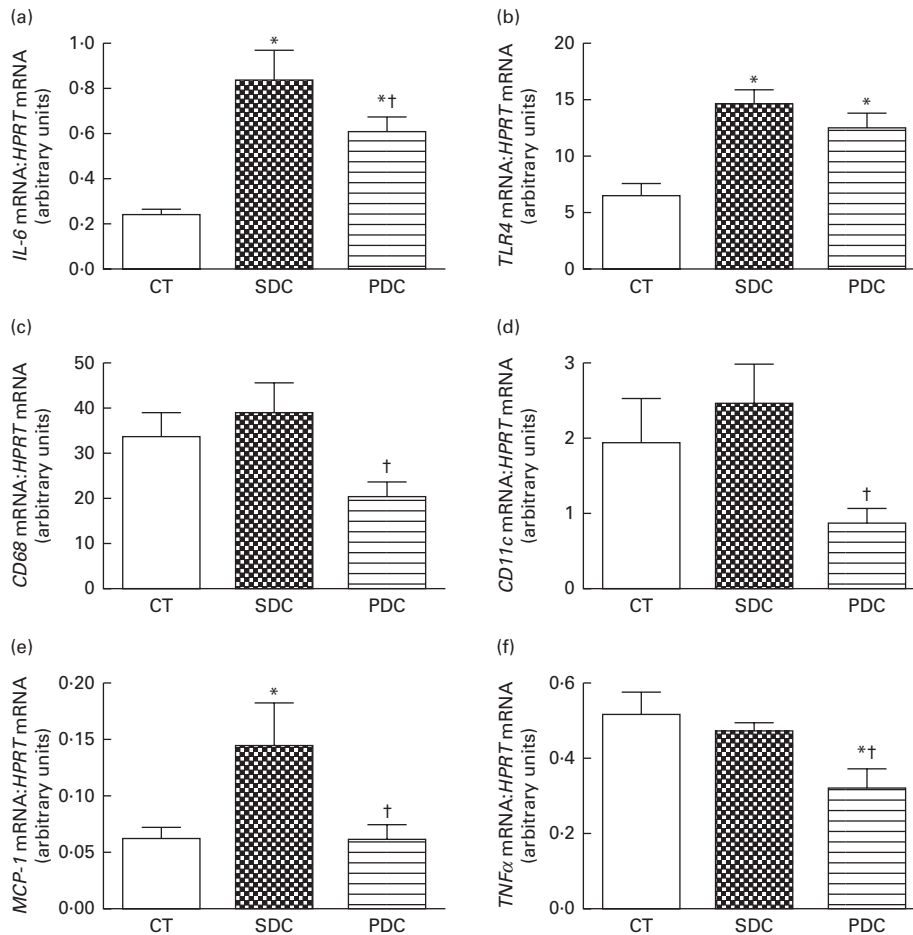 (a)
IL-6 mRNA:HPRT mRNA
(arbitrary units)
1·0
0·8
0·6
0·4
0·2
0·0
*
*†
CT SDC PDC
(b)
TLR4 mRNA:HPRT mRNA
(arbitrary units)
20
15
10
5
0
*
*
CT SDC PDC
(c)
CD68 mRNA:HPRT mRNA
(arbitrary units)
50
40
30
20
10
0
†
CT SDC PDC
(d)
CD11c mRNA:HPRT mRNA
(arbitrary units)
3
2
1
0
†
CT SDC PDC
(e)
MCP-1 mRNA:HPRT mRNA
(arbitrary units)
0·20
0·15
0·10
0·05
0·00
*
†
CT SDC PDC
(f)
TNFα mRNA:HPRT mRNA
(arbitrary units)
0·6
0·4
0·2
0·0
*†
CT SDC PDC